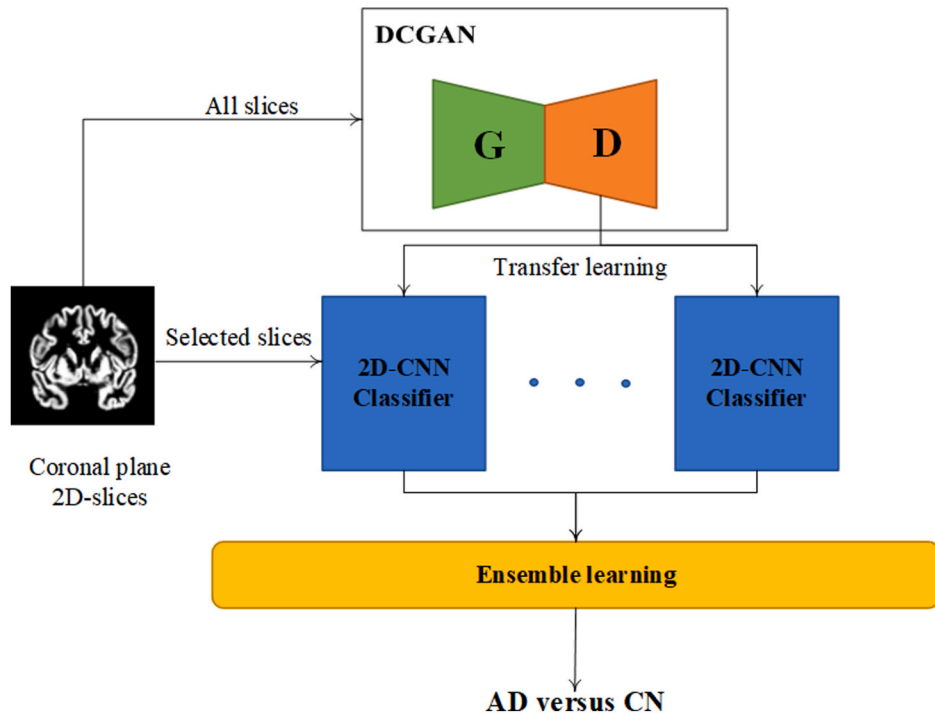 DCGAN
All slices
G
D
Transfer learning
Selected slices
2D-CNN
Classifier
2D-CNN
Classifier
Coronal plane
2D-slices
Ensemble learning
AD versus CN